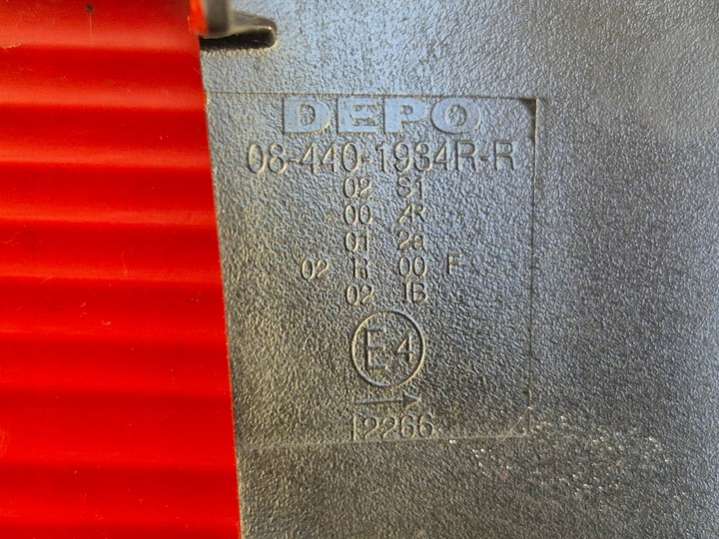 DEPO
08-440-1934R-R
02 S1
00 AR
01 2a
02 R 00 F
02 IB
E4
12266